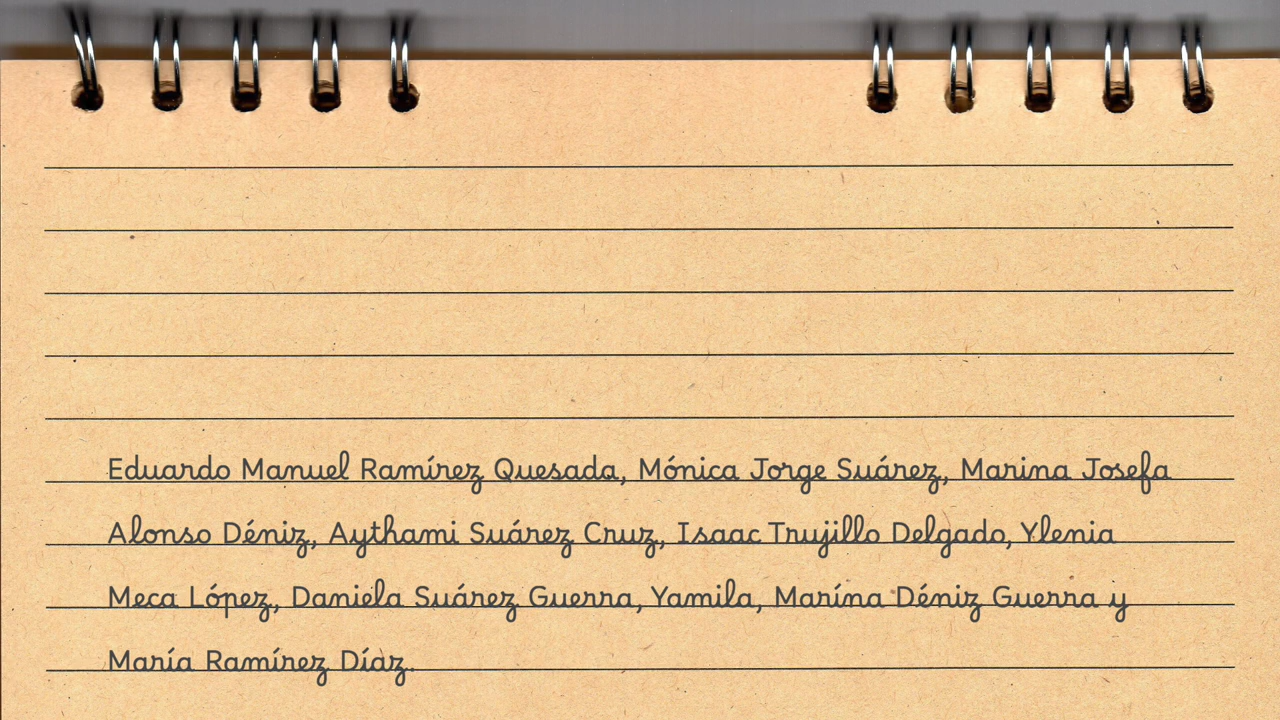 Eduardo Manuel Ramírez Quesada, Mónica Jorge Suárez, Marina Josefa
Alonso Déniz, Aythami Suárez Cruz, Isaac Trujillo Delgado, Ylenia
Meca López, Daniela Suárez Guerra, Yamila, Marína Déniz Guerra y
María Ramírez Díaz.